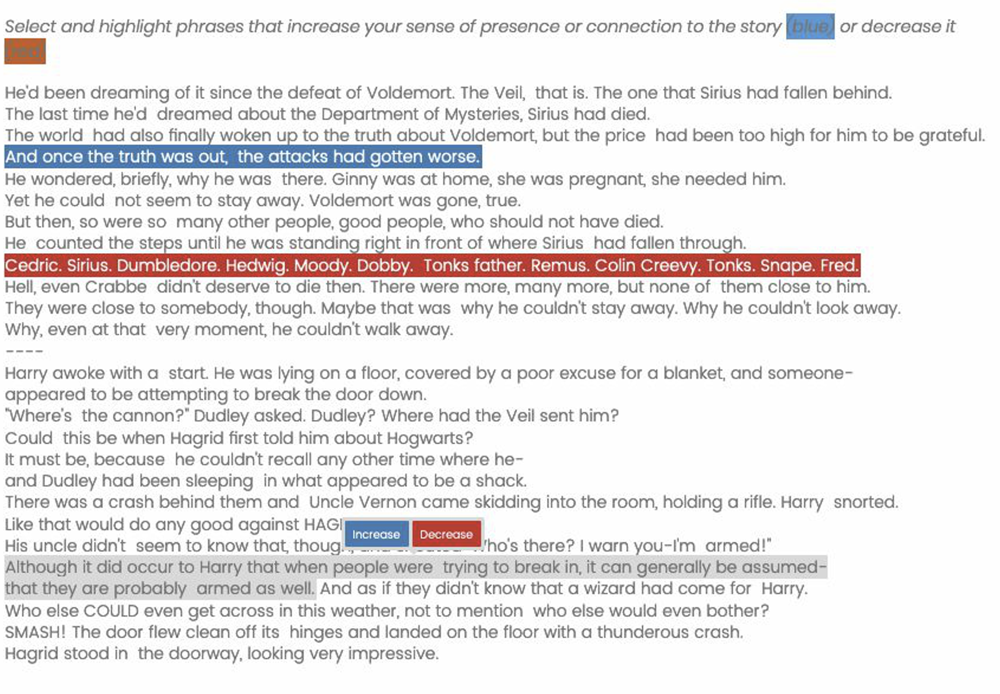 Select and highlight phrases that increase your sense of presence or connection to the story (blue) or decrease it
(red)
He'd been dreaming of it since the defeat of Voldemort. The Veil, that is. The one that Sirius had fallen behind.
The last time he'd dreamed about the Department of Mysteries, Sirius had died.
The world had also finally woken up to the truth about Voldemort, but the price had been too high for him to be grateful.
And once the truth was out, the attacks had gotten worse.
He wondered, briefly, why he was there. Ginny was at home, she was pregnant, she needed him.
Yet he could not seem to stay away. Voldemort was gone, true.
But then, so were so many other people, good people, who should not have died.
He counted the steps until he was standing right in front of where Sirius had fallen through.
Cedric. Sirius. Dumbledore. Hedwig. Moody. Dobby. Tonks father. Remus. Colin Creevy. Tonks. Snape. Fred.
Hell, even Crabbe didn't deserve to die then. There were more, many more, but none of them close to him.
They were close to somebody, though. Maybe that was why he couldn't stay away. Why he couldn't look away.
Why, even at that very moment, he couldn't walk away.
----
Harry awoke with a start. He was lying on a floor, covered by a poor excuse for a blanket, and someone-
appeared to be attempting to break the door down.
"Where's the cannon?" Dudley asked. Dudley? Where had the Veil sent him?
Could this be when Hagrid first told him about Hogwarts?
It must be, because he couldn't recall any other time where he-
and Dudley had been sleeping in what appeared to be a shack.
There was a crash behind them and Uncle Vernon came skidding into the room, holding a rifle. Harry snorted.
Like that would do any good against
Increase Decrease
His uncle didn't seem to know that, there? I warn you-I'm armed!"
Although it did occur to Harry that when people were trying to break in, it can generally be assumed-
that they are probably armed as well. And as if they didn't know that a wizard had come for Harry.
Who else COULD even get across in this weather, not to mention who else would even bother?
SMASH! The door flew clean off its hinges and landed on the floor with a thunderous crash.
Hagrid stood in the doorway, looking very impressive.